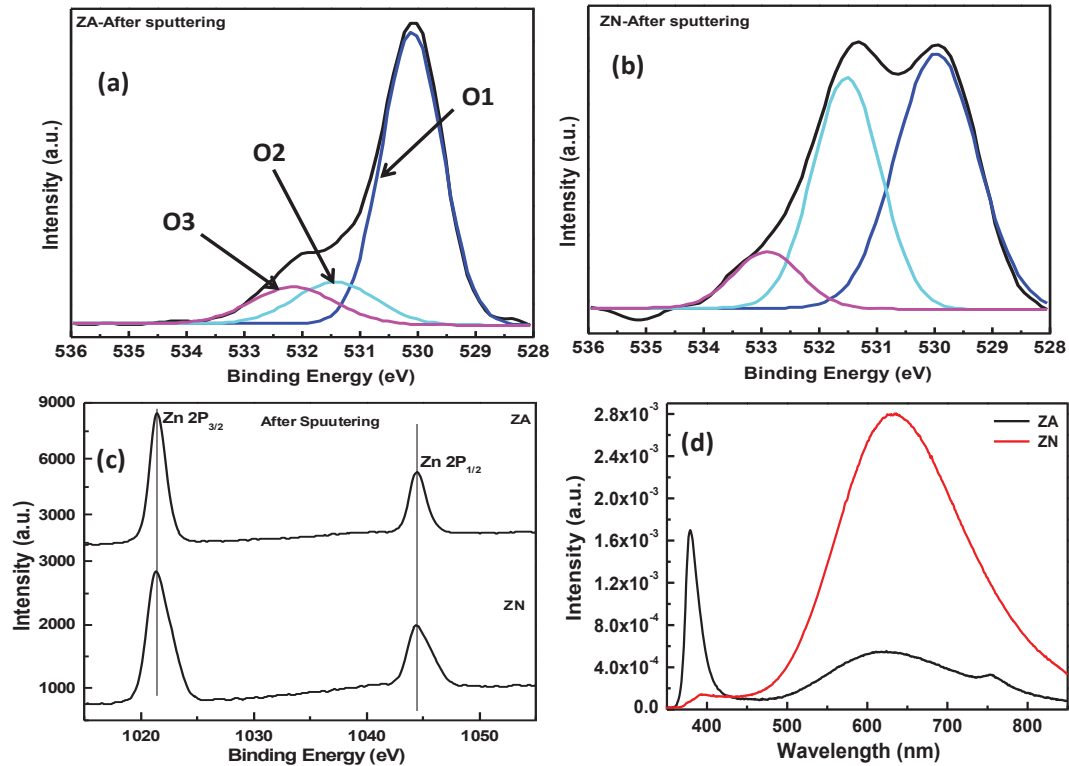 ZA-After sputtering
(a)
O1
O2
O3
Intensity (a.u.)
536 535 534 533 532 531 530 529 528
Binding Energy (eV)
ZN-After sputtering
(b)
Intensity (a.u.)
536 535 534 533 532 531 530 529 528
Binding Energy (eV)
9000
Zn 2P3/2
After Spuutering
ZA
(c)
6000
Zn 2P1/2
3000
3000
ZN
2000
1000
Intensity (a.u.)
1020 1030 1040 1050
Binding Energy (eV)
2.8x10-3
ZA
(d)
ZN
2.4x10-3
2.0x10-3
1.6x10-3
1.2x10-3
8.0x10-4
4.0x10-4
0.0
Intensity (a.u.)
400 500 600 700 800
Wavelength (nm)